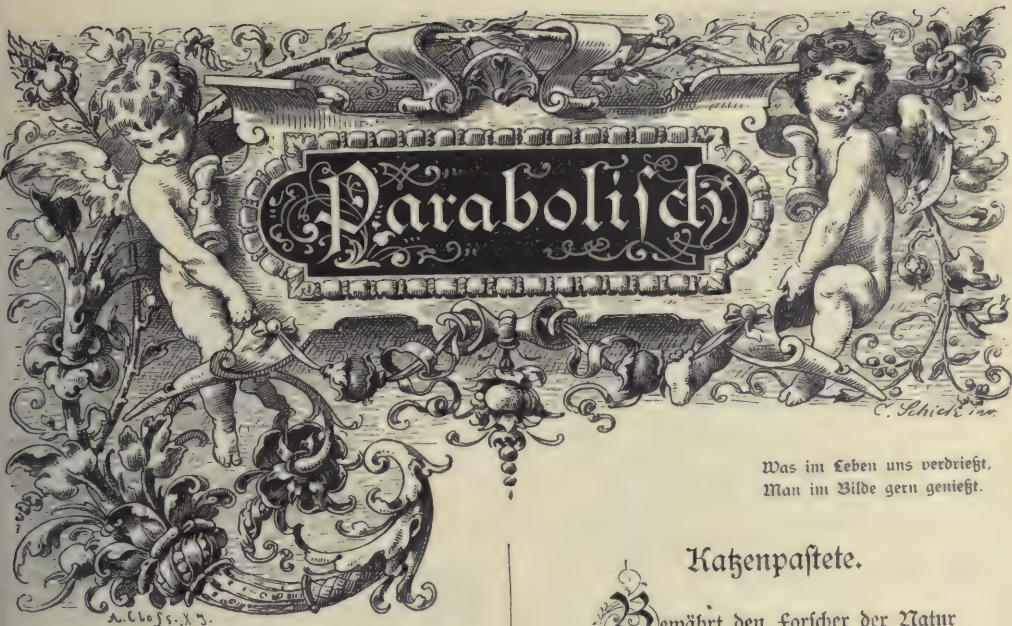 Paraboliſch
C. Schick inv.
A. Closs. X. J.
Was im Leben uns verdrießt,
Man im Bilde gern genießt.
Katzenpaſtete.
Bewährt den Forſcher der Natur